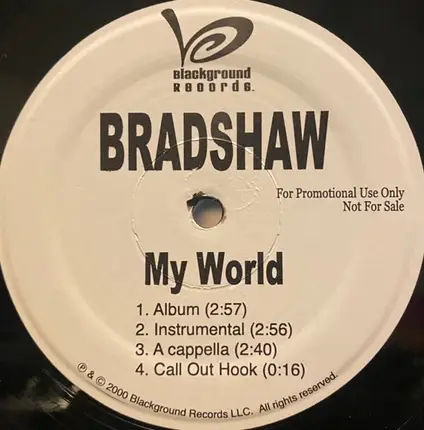 Blackground
Records.
BRADSHAW
For Promotional Use Only
Not For Sale
My World
1. Album (2:57)
2. Instrumental (2:56)
3. A cappella (2:40)
4. Call Out Hook (0:16)
℗ & © 2000 Blackground Records LLC. All rights reserved.